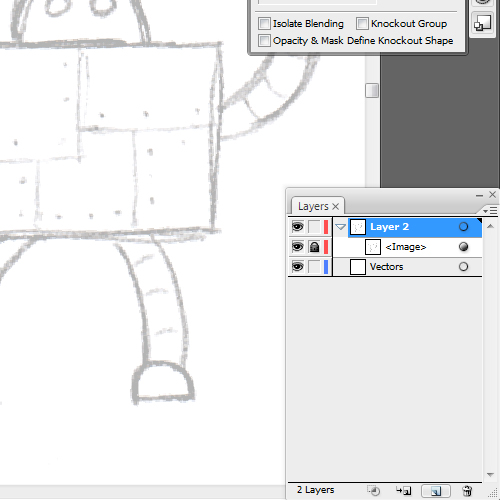 Isolate Blending Knockout Group
Opacity & Mask Define Knockout Shape
Layers ×
Layer 2
<Image>
Vectors
2 Layers